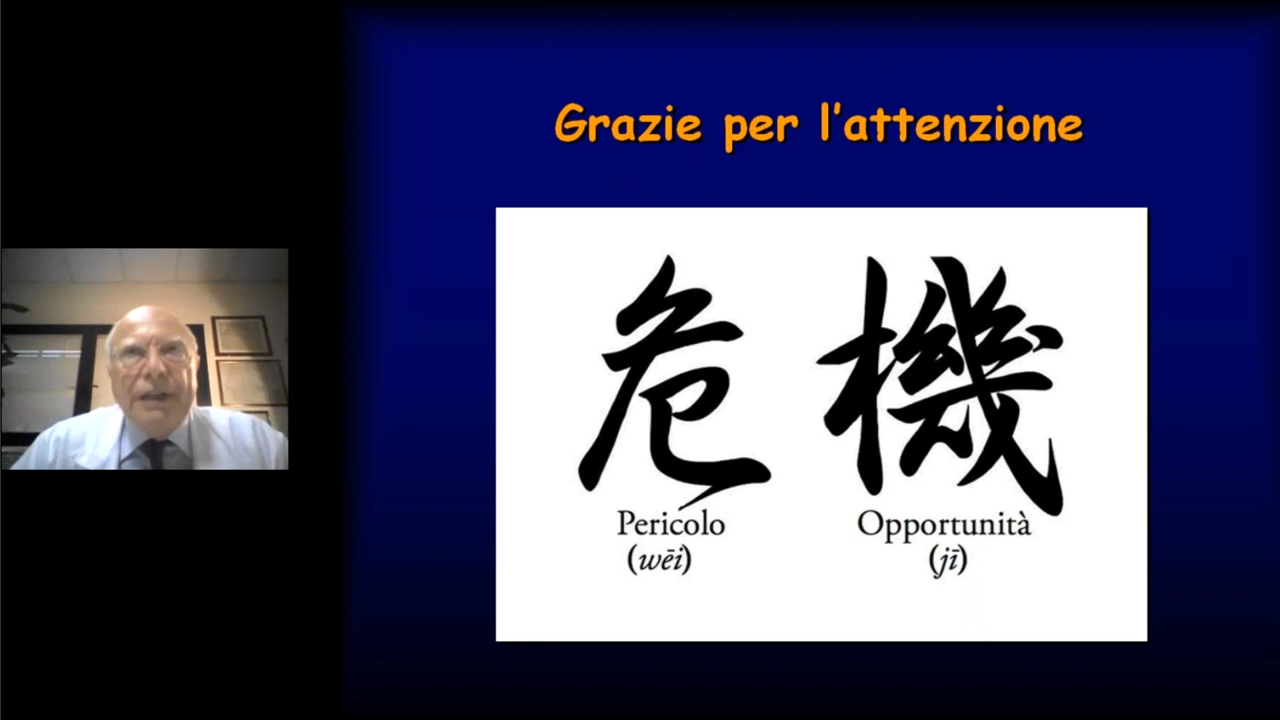 Grazie per l'attenzione
危 機
Pericolo Opportunità
(wēi) (jī)